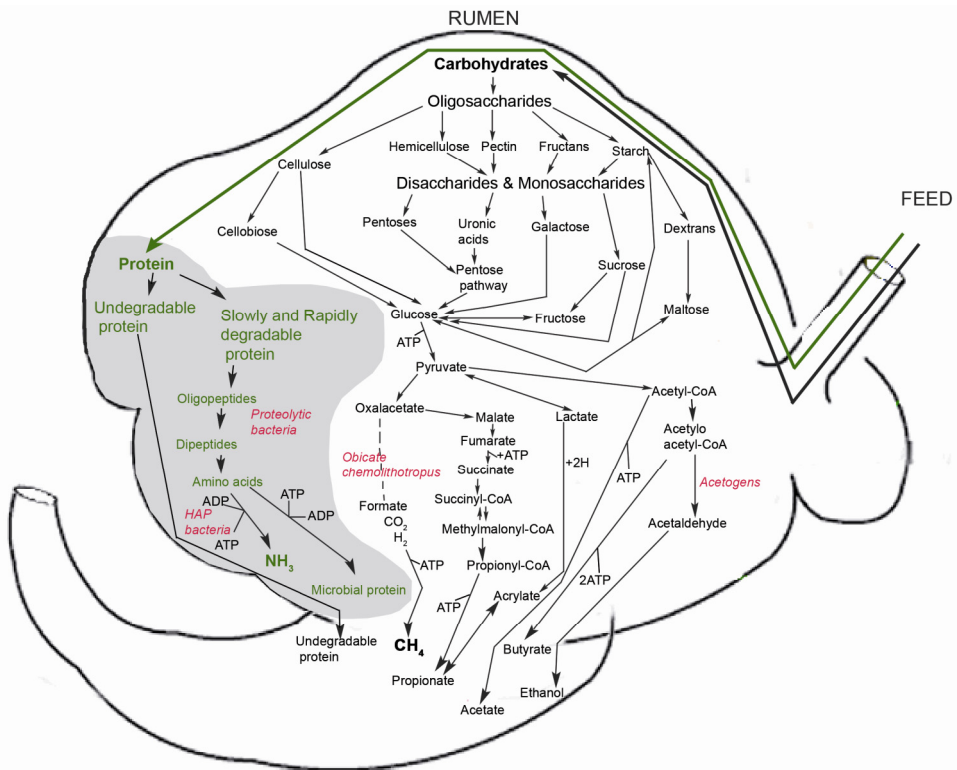 RUMEN
FEED
Carbohydrates
Oligosaccharides
Hemicellulose
Pectin
Fructans
Starch
Cellulose
Disaccharides & Monosaccharides
Pentoses
Uronic
acids
Galactose
Dextrans
Cellobiose
Pentose
pathway
Sucrose
Glucose
Fructose
Maltose
ATP
Pyruvate
Protein
Undegradable
protein
Slowly and Rapidly
degradable
protein
Oligopeptides
Proteolytic
bacteria
Dipeptides
Amino acids
ADP
ATP
HAP
bacteria
ADP
ATP
NH3
Microbial protein
Undegradable
protein
Oxalacetate
Malate
Lactate
Acetyl-CoA
Fumarate
+ATP
Acetylo
acetyl-CoA
Obicate
chemolithotropus
Succinate
+2H
ATP
Acetogens
Formate
CO2
H2
Succinyl-CoA
Methylmalonyl-CoA
Acetaldehyde
ATP
Propionyl-CoA
2ATP
ATP
Acrylate
CH4
Butyrate
Propionate
Ethanol
Acetate